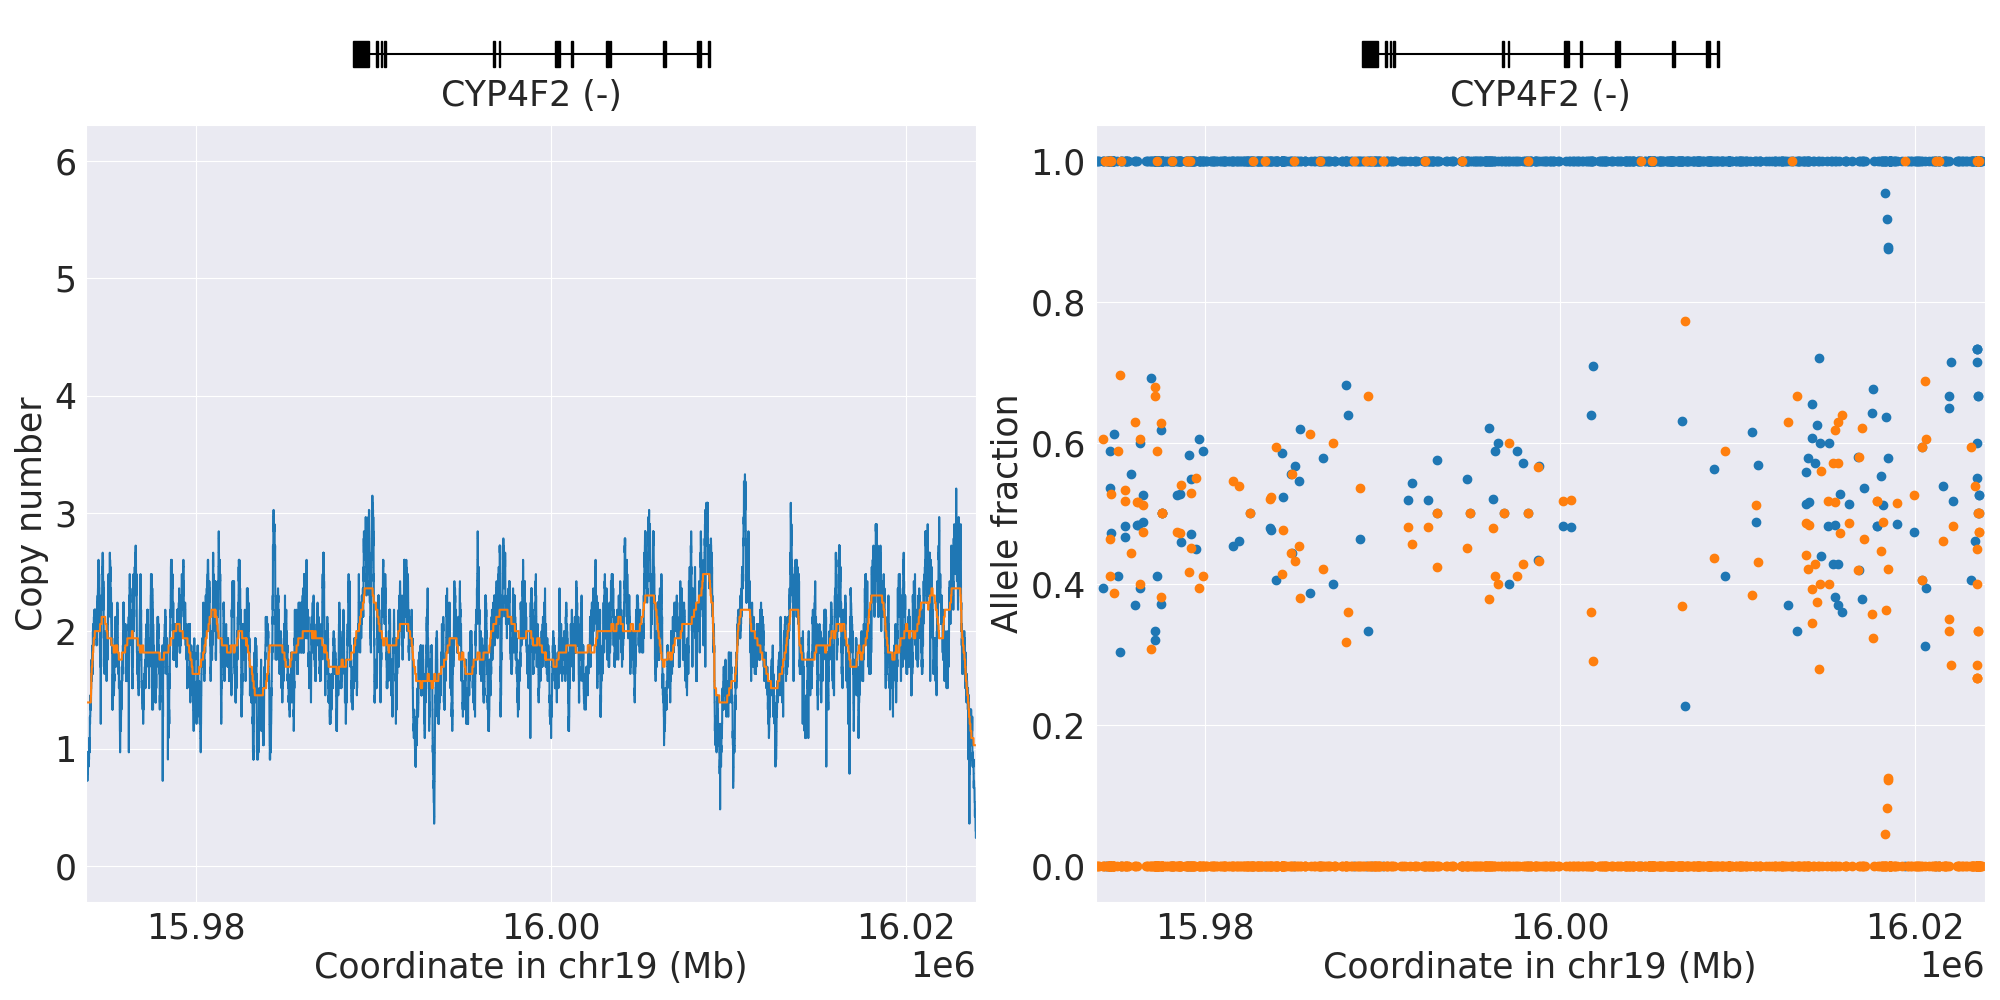 CYP4F2 (-)
6
5
4
3
2
1
0
Copy number
15.98
16.00
16.02
Coordinate in chr19 (Mb)
1e6
CYP4F2 (-)
1.0
0.8
0.6
0.4
0.2
0.0
Allele fraction
15.98
16.00
16.02
Coordinate in chr19 (Mb)
1e6